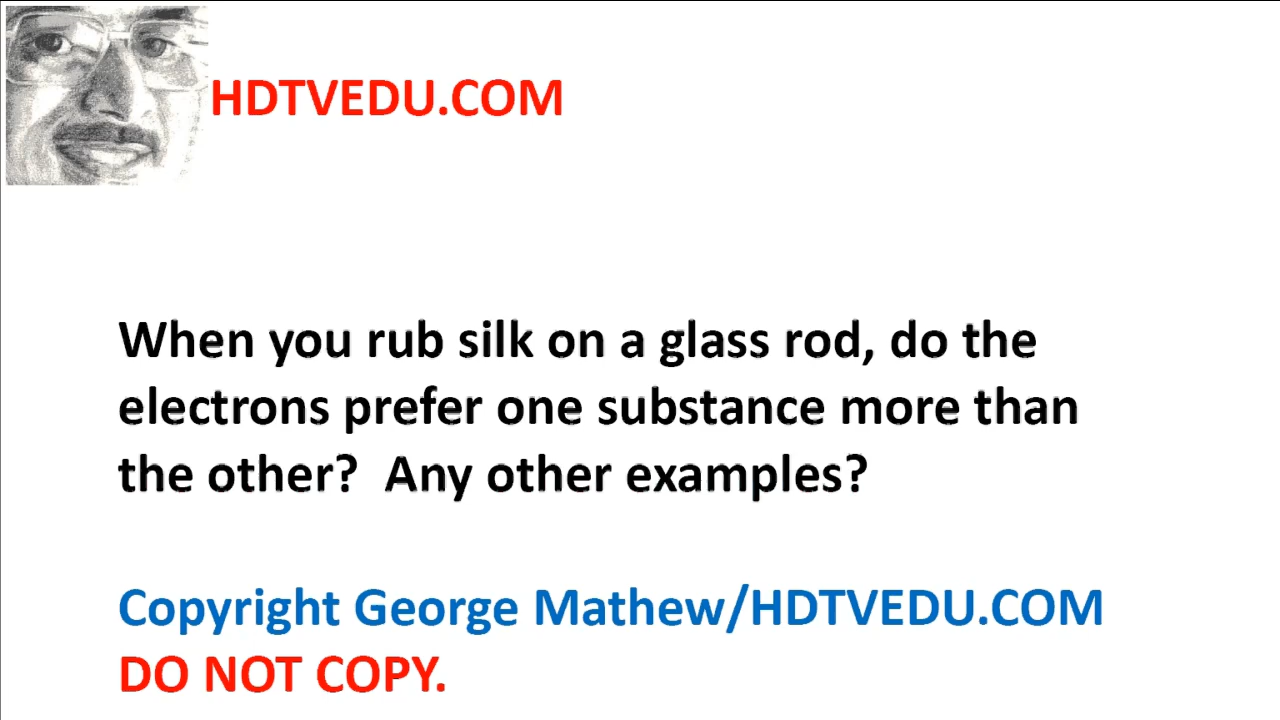 HDTVEDU.COM
When you rub silk on a glass rod, do the
electrons prefer one substance more than
the other?  Any other examples?
Copyright George Mathew/HDTVEDU.COM
DO NOT COPY.